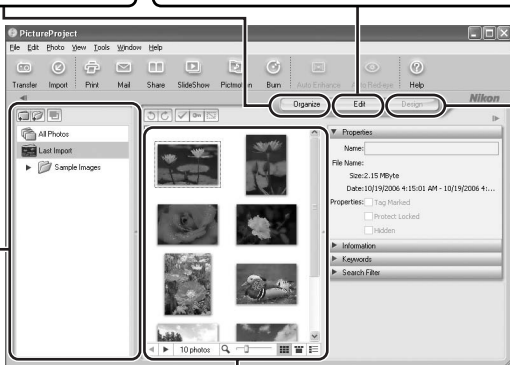 PictureProject
File Edit Photo View Tools Window Help
Transfer Import Print Mail Share SlideShow Pictmotion Burn Auto Enhance Auto Red-eye Help
Organize Edit Design Nikon
All Photos
Last Import
Sample Images
Properties
Name:
File Name:
Size: 2.15 MByte
Date: 10/19/2006 4:15:01 AM - 10/19/2006 4:...
Properties: Tag Marked
Protect Locked
Hidden
Information
Keywords
Search Filter
10 photos